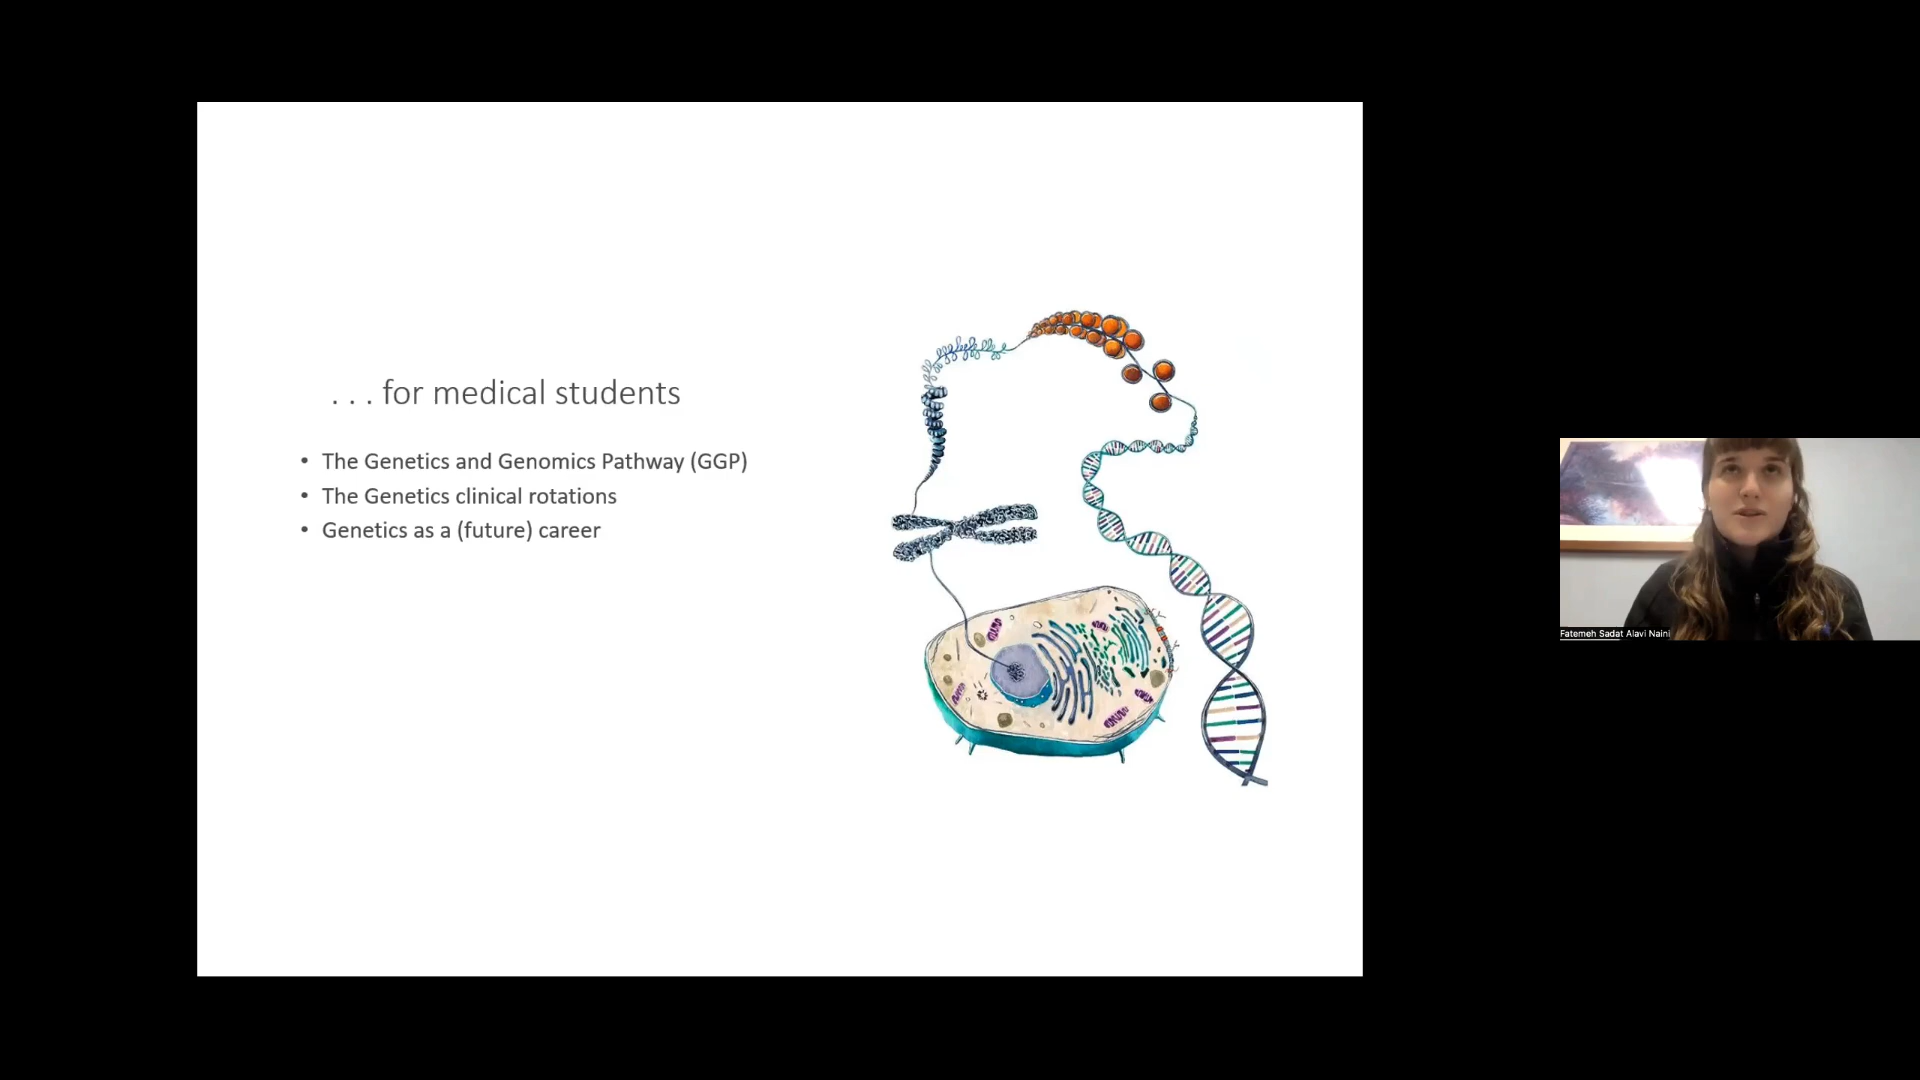 . . . for medical students
• The Genetics and Genomics Pathway (GGP)
• The Genetics clinical rotations
• Genetics as a (future) career
Fatemeh Sadat Alavi Naini